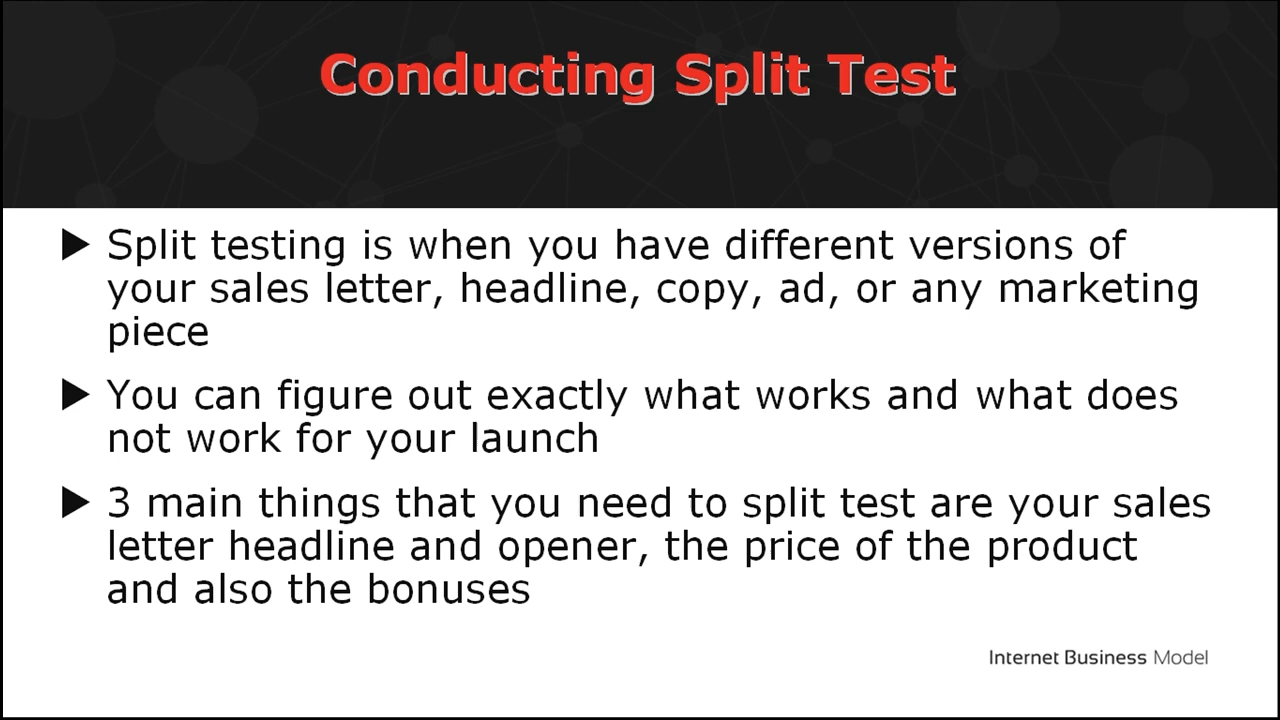 Conducting Split Test
Split testing is when you have different versions of
your sales letter, headline, copy, ad, or any marketing
piece
You can figure out exactly what works and what does
not work for your launch
3 main things that you need to split test are your sales
letter headline and opener, the price of the product
and also the bonuses
Internet Business Model